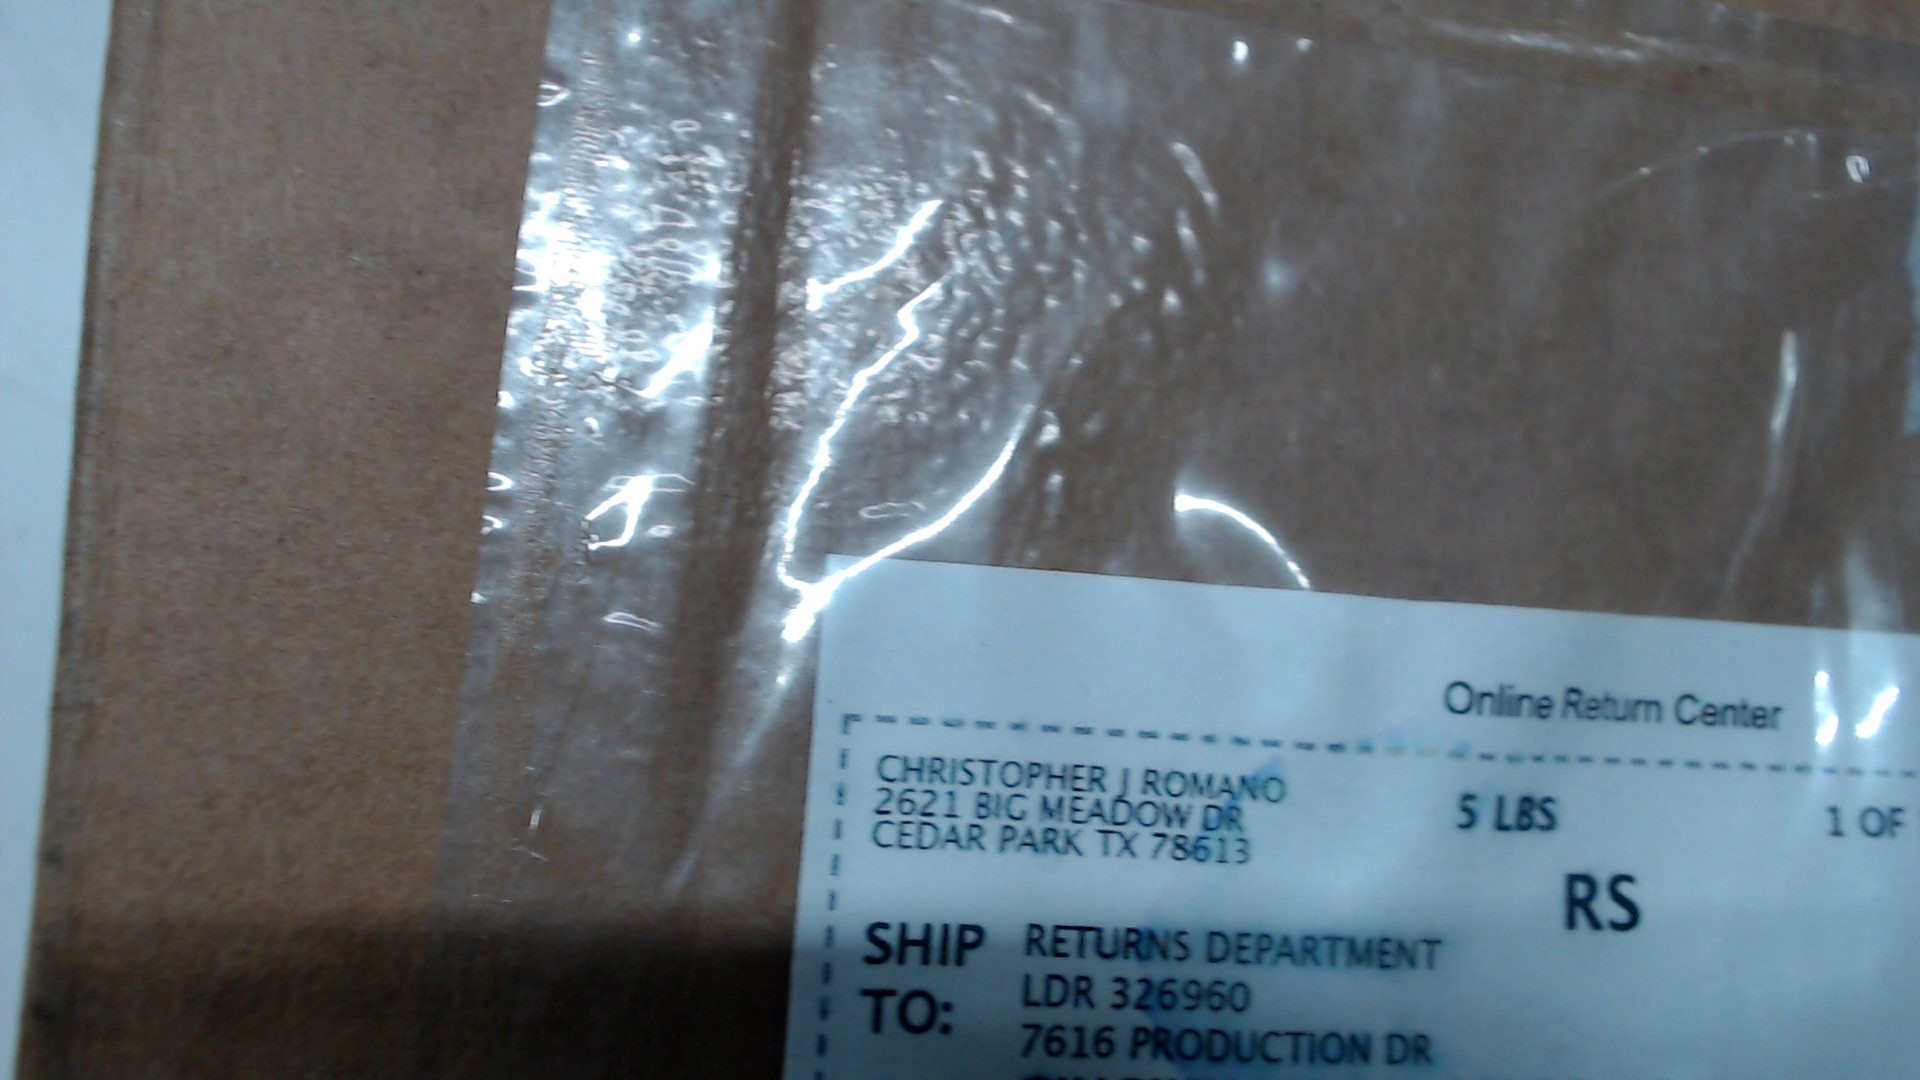 Online Return Center
CHRISTOPHER J ROMANO
2621 BIG MEADOW DR
CEDAR PARK TX 78613
5 LBS
1 OF
RS
SHIP TO:
RETURNS DEPARTMENT
LDR 326960
7616 PRODUCTION DR